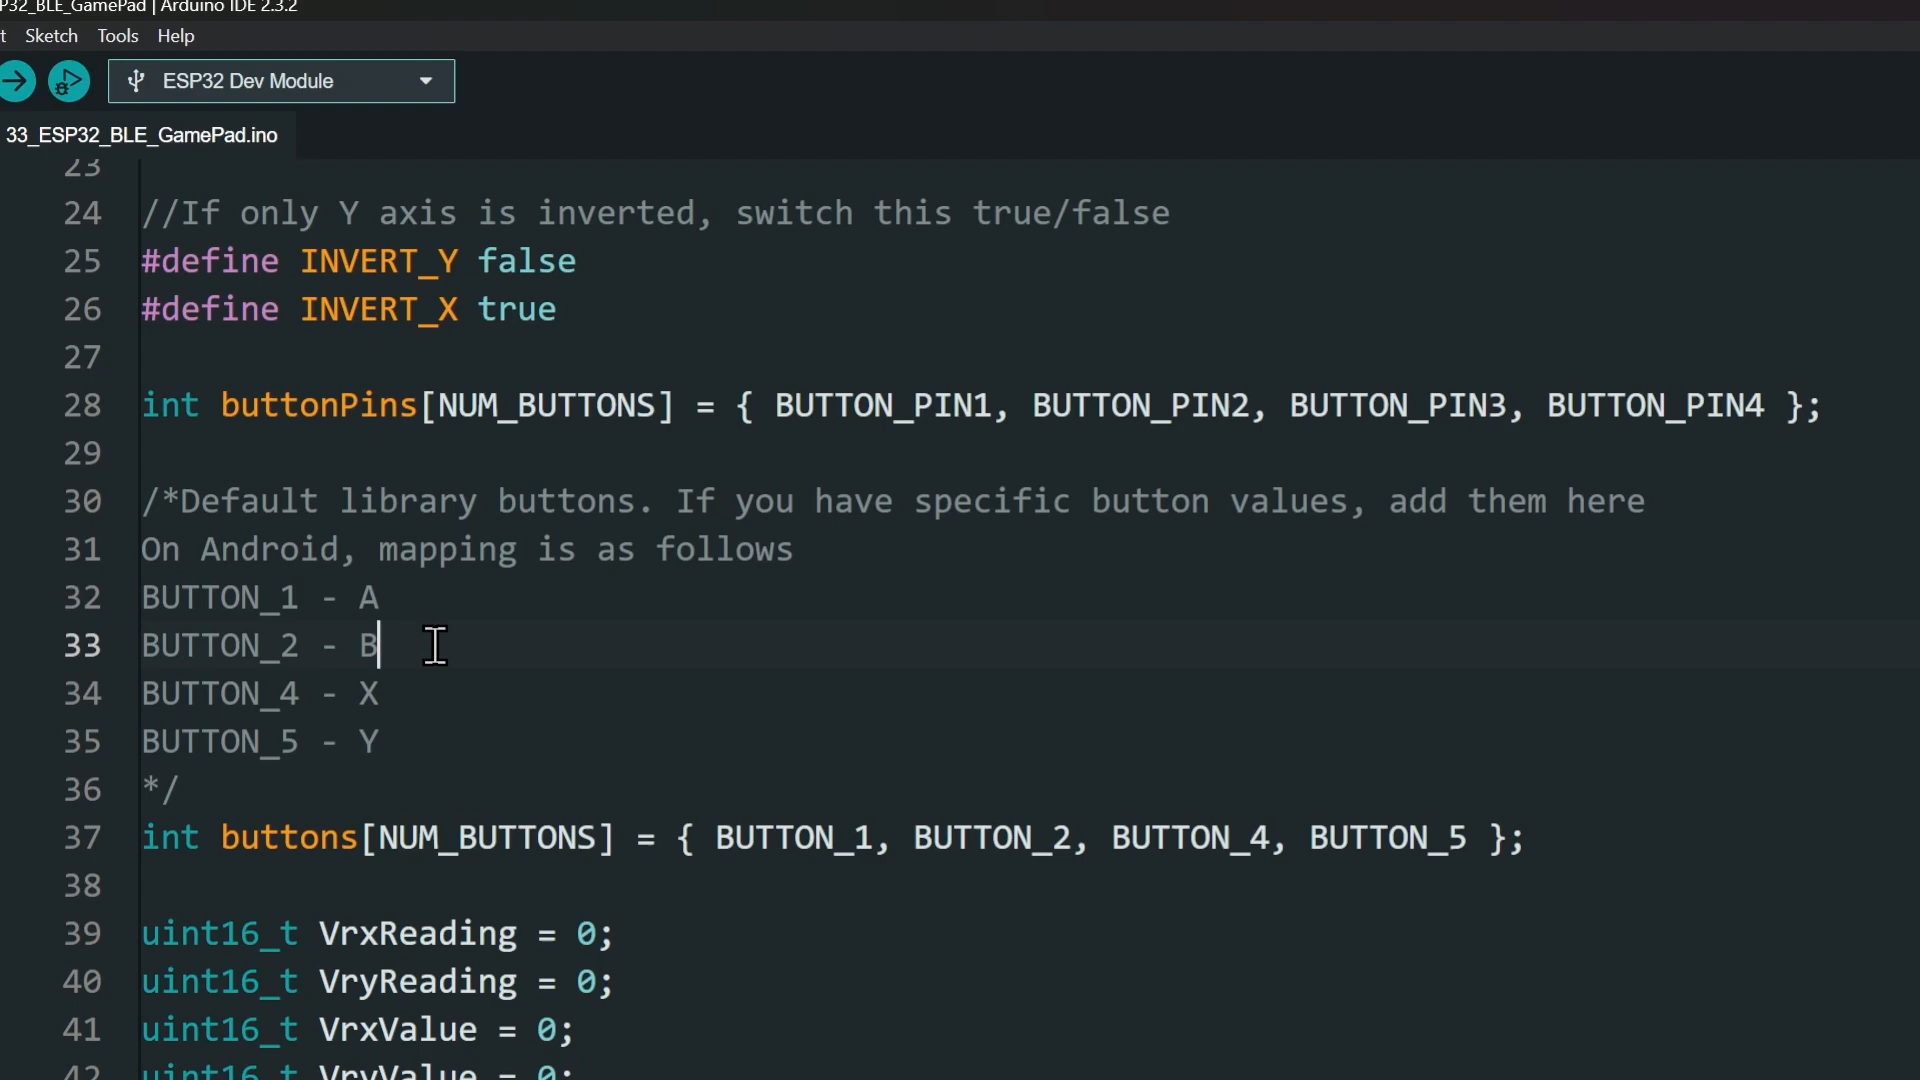 P32_BLE_GamePad | Arduino IDE 2.3.2
t Sketch Tools Help
ESP32 Dev Module
33_ESP32_BLE_GamePad.ino
23
24 //If only Y axis is inverted, switch this true/false
25 #define INVERT_Y false
26 #define INVERT_X true
27
28 int buttonPins[NUM_BUTTONS] = { BUTTON_PIN1, BUTTON_PIN2, BUTTON_PIN3, BUTTON_PIN4 };
29
30 /*Default library buttons. If you have specific button values, add them here
31 On Android, mapping is as follows
32 BUTTON_1 - A
33 BUTTON_2 - B
34 BUTTON_4 - X
35 BUTTON_5 - Y
36 */
37 int buttons[NUM_BUTTONS] = { BUTTON_1, BUTTON_2, BUTTON_4, BUTTON_5 };
38
39 uint16_t VrxReading = 0;
40 uint16_t VryReading = 0;
41 uint16_t VrxValue = 0;
42 uint16_t VryValue = 0;